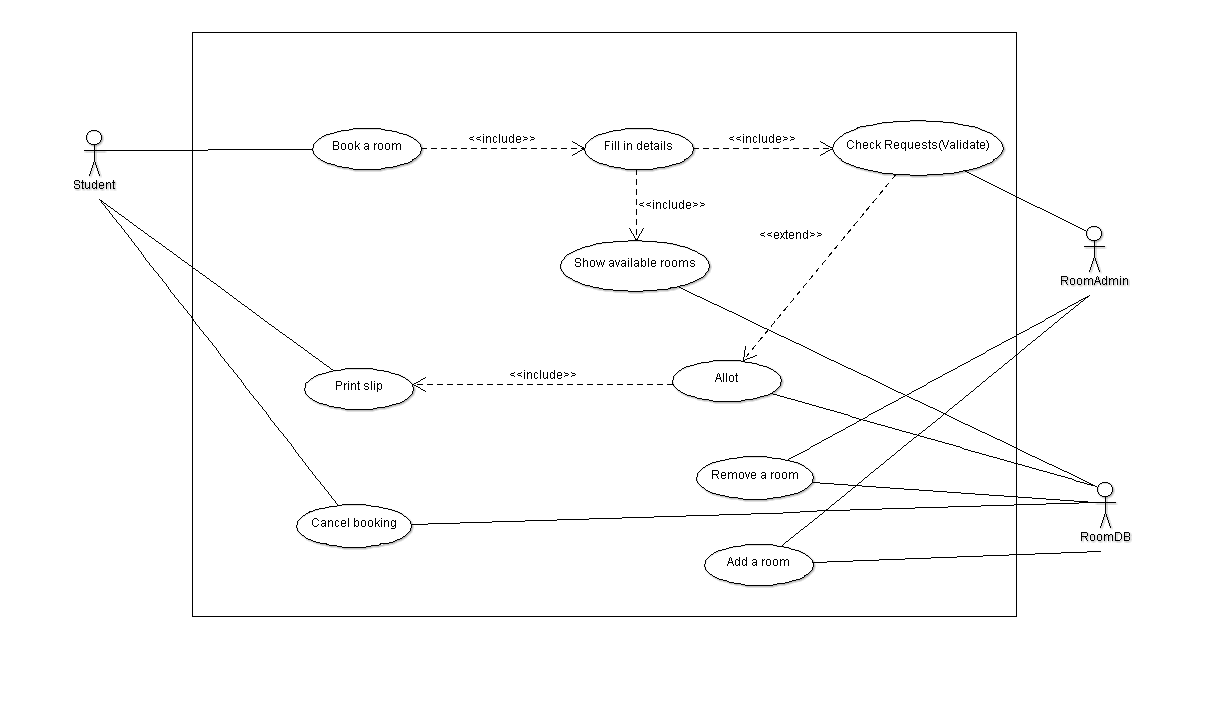 <<include>>
<<include>>
Book a room
Fill in details
Check Requests(Validate)
Student
<<include>>
<<extend>>
Show available rooms
RoomAdmin
<<include>>
Print slip
Allot
Remove a room
Cancel booking
RoomDB
Add a room